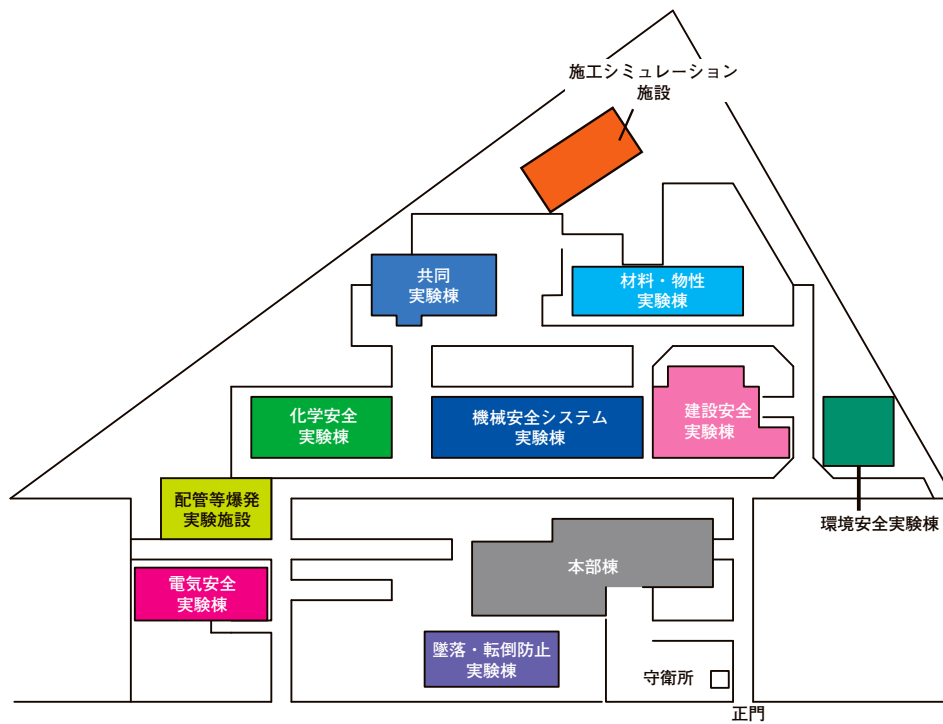 施工シミュレーション
施設
共同
実験棟
材料・物性
実験棟
化学安全
実験棟
機械安全システム
実験棟
建設安全
実験棟
配管等爆発
実験施設
環境安全実験棟
本部棟
電気安全
実験棟
墜落・転倒防止
実験棟
守衛所
正門